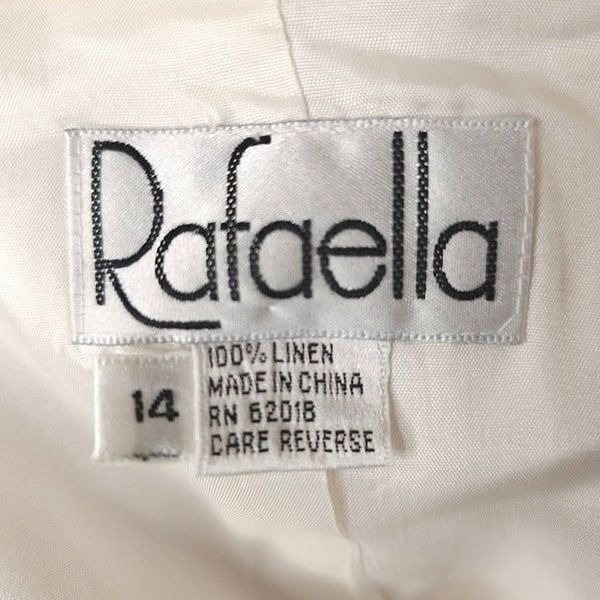 Rafaella
14
100% LINEN
MADE IN CHINA
RN 62018
CARE REVERSE